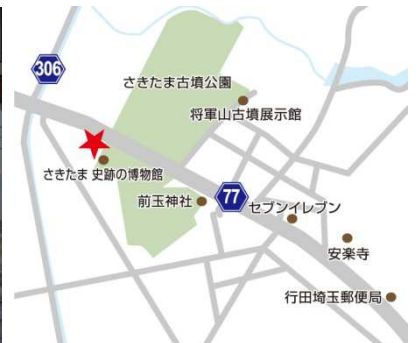 306
さきたま古墳公園
将軍山古墳展示館
さきたま 史跡の博物館
前玉神社
77
セブンイレブン
安楽寺
行田埼玉郵便局